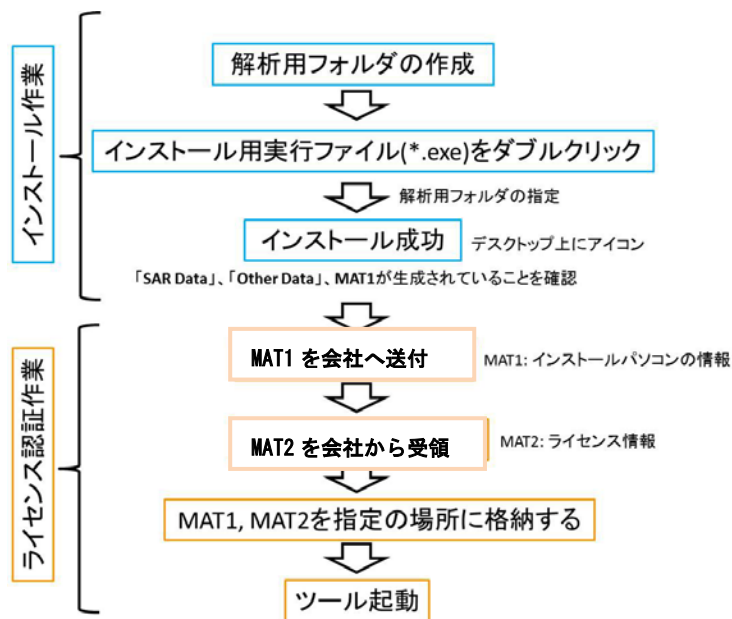 インストール作業
解析用フォルダの作成
インストール用実行ファイル(*.exe)をダブルクリック
解析用フォルダの指定
インストール成功
デスクトップ上にアイコン
「SAR Data」、「Other Data」、MAT1が生成されていることを確認
ライセンス認証作業
MAT1 を会社へ送付
MAT1: インストールパソコンの情報
MAT2 を会社から受領
MAT2: ライセンス情報
MAT1, MAT2を指定の場所に格納する
ツール起動